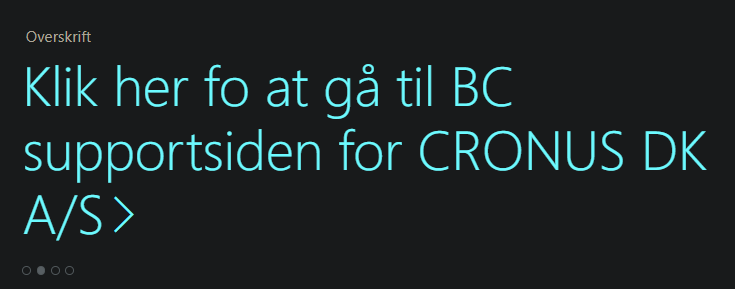 Overskrift
Klik her fo at gå til BC
supportsiden for CRONUS DK
A/S>